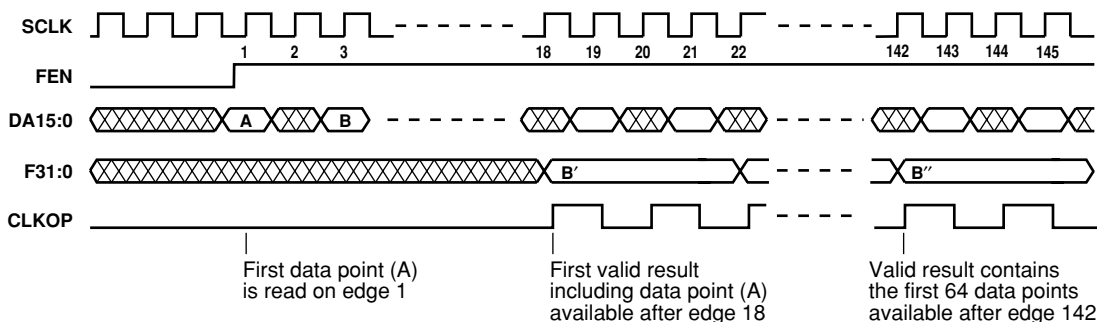 SCLK
1 2 3 18 19 20 21 22 142 143 144 145
FEN
DA15:0 A B
F31:0 B′ B″
CLKOP
First data point (A)
is read on edge 1
First valid result
including data point (A)
available after edge 18
Valid result contains
the first 64 data points
available after edge 142